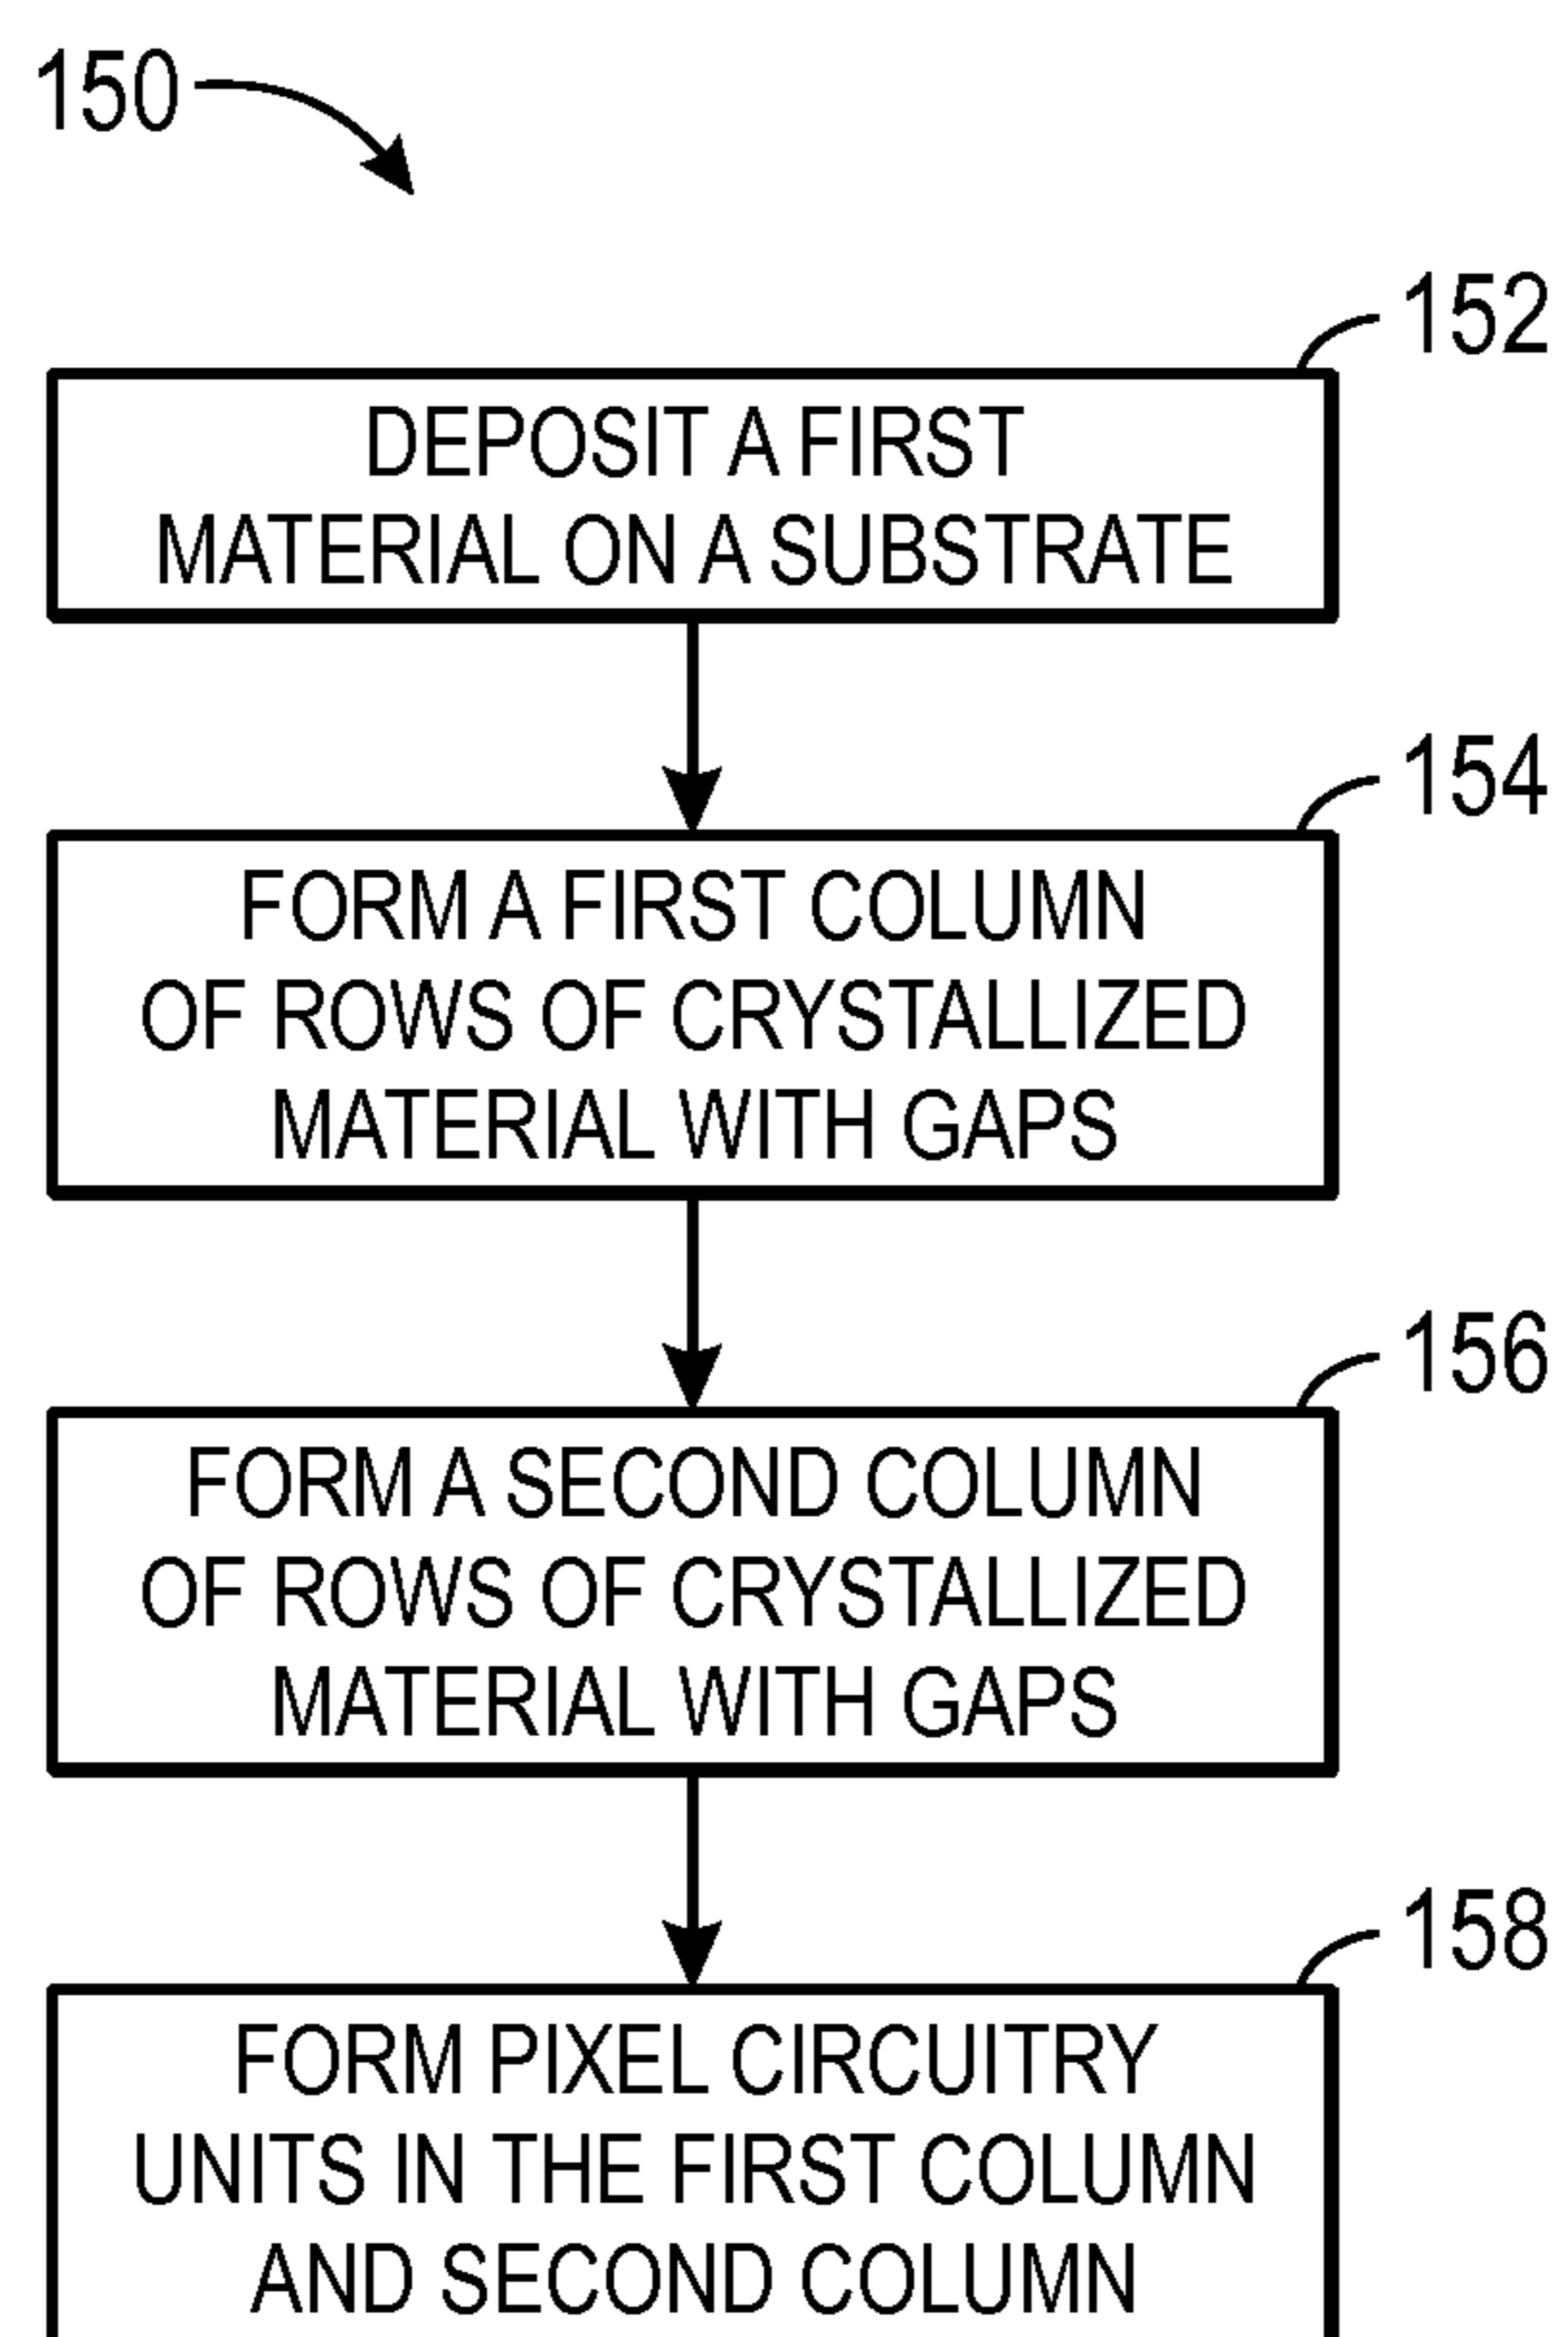 150
152
DEPOSIT A FIRST
MATERIAL ON A SUBSTRATE
154
FORM A FIRST COLUMN
OF ROWS OF CRYSTALLIZED
MATERIAL WITH GAPS
156
FORM A SECOND COLUMN
OF ROWS OF CRYSTALLIZED
MATERIAL WITH GAPS
158
FORM PIXEL CIRCUITRY
UNITS IN THE FIRST COLUMN
AND SECOND COLUMN